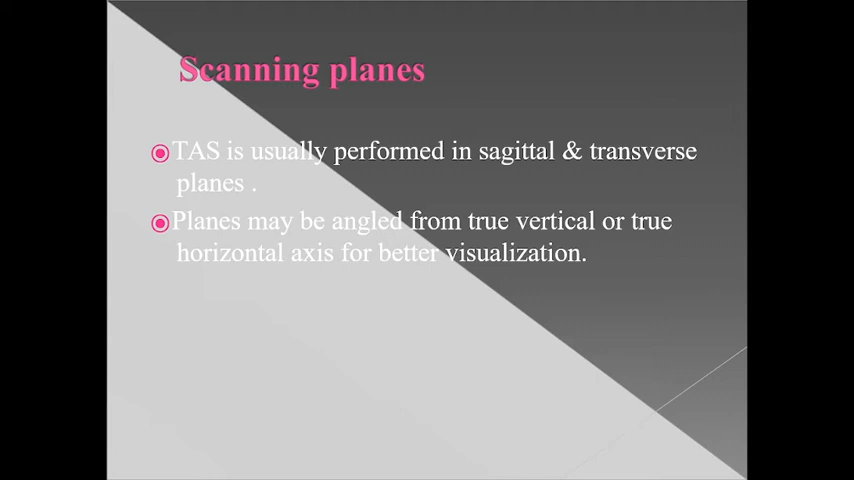 Scanning planes
TAS is usually performed in sagittal & transverse
planes .
Planes may be angled from true vertical or true
horizontal axis for better visualization.